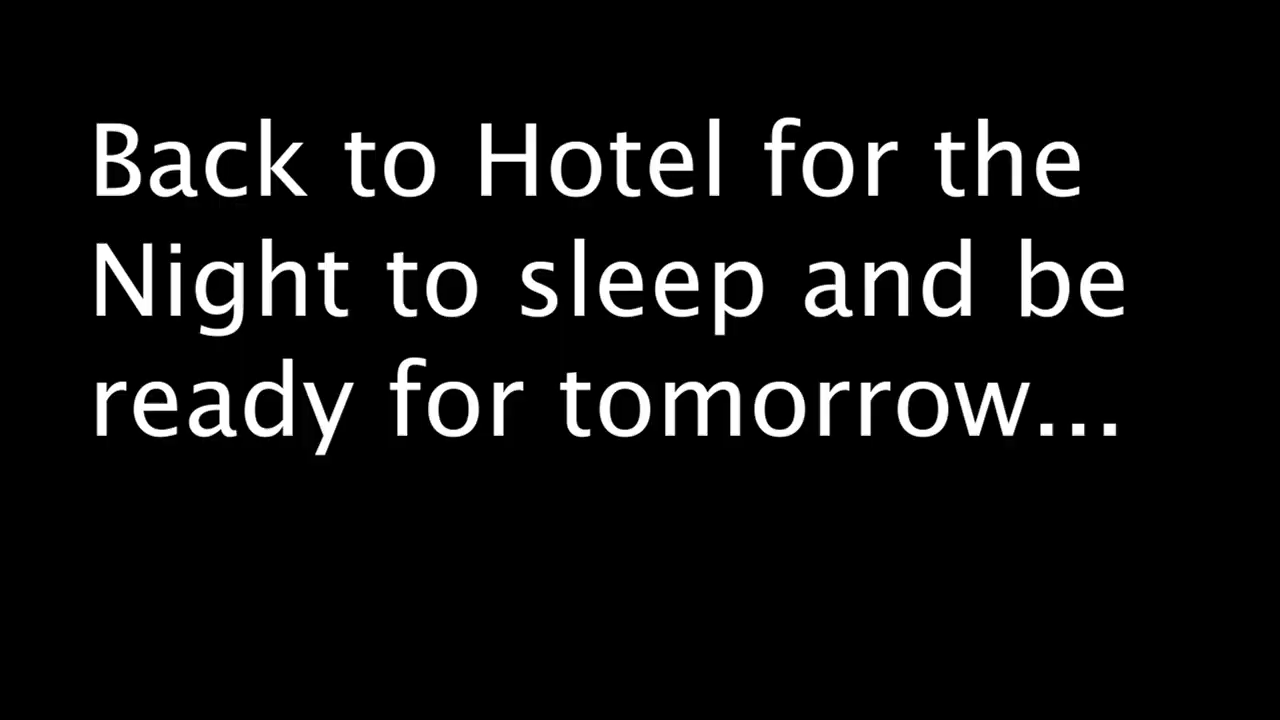 Back to Hotel for the
Night to sleep and be
ready for tomorrow...